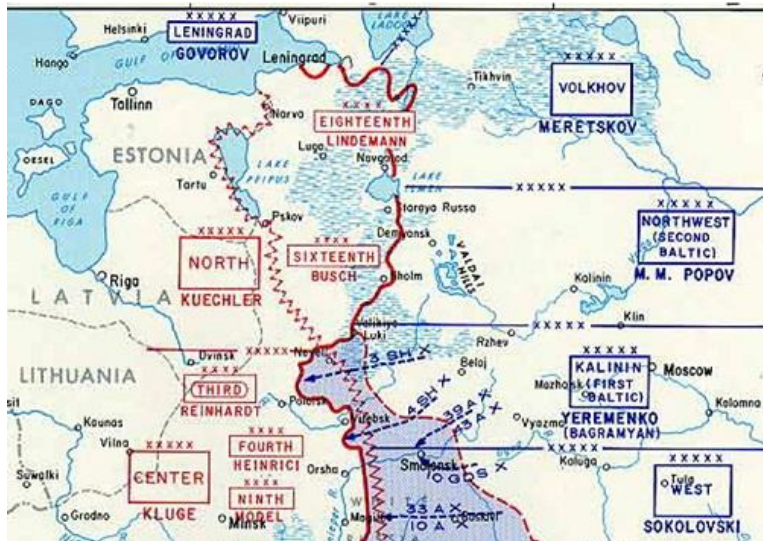 Viipuri
Helsinki
Hango
XXXXX
LENINGRAD
GOVOROV
GULF OF
LAKE
LADOGA
Leningrad
Tikhvin
XXXXX
VOLKHOV
MERETSKOV
Tallinn
DAGO
OESEL
Narva
XXXX
EIGHTEENTH
LINDEMANN
ESTONIA
Luga
Novgorod
LAKE
PEIPUS
Tartu
LAKE
ILMEN
XXXXX
GULF
OF
RIGA
Staraya Russa
Pskov
Demyansk
XXXXX
NORTHWEST
(SECOND
BALTIC)
M. M. POPOV
XXXXX
NORTH
KUECHLER
XXXX
SIXTEENTH
BUSCH
VALDAI
HILLS
Riga
Kholm
Kalinin
LATVIA
Velikiye
Luki
XXXXX
Klin
Rzhev
Dvinsk
XXXXX
Nevel
3 SH X
Beloj
XXXXX
KALININ
(FIRST
BALTIC)
YEREMENKO
(BAGRAMYAN)
Moscow
Mozhaisk
Kolomna
LITHUANIA
XXXX
THIRD
REINHARDT
Polotsk
4 SH X
39 A X
43 A X
Vyazma
Kaunas
Vitebsk
XXXXX
Vilna
XXXXX
CENTER
KLUGE
XXXX
FOURTH
HEINRICI
Orsha
Smolensk
Kaluga
XXXXX
WEST
SOKOLOVSKI
Tula
Suwalki
XXXX
NINTH
MODEL
Grodno
Minsk
33 A X
10 A X